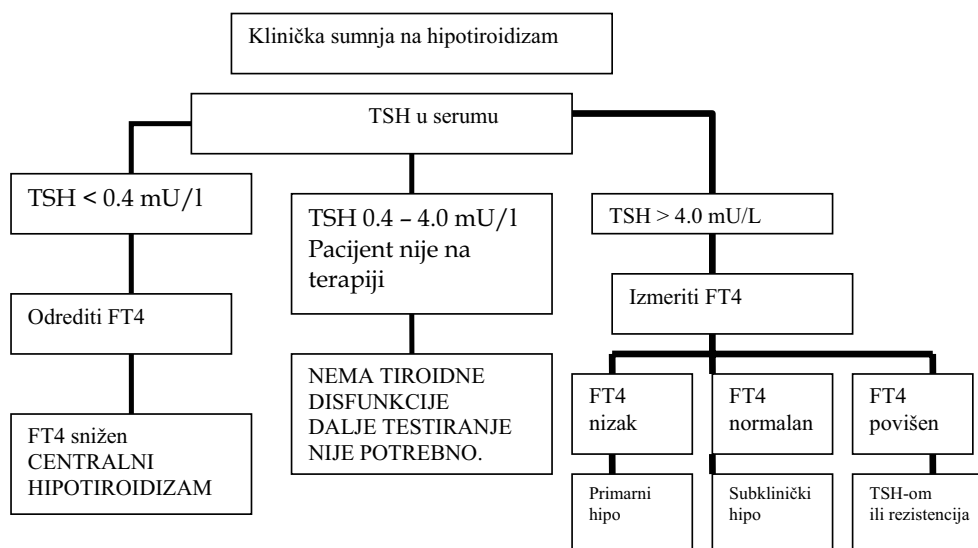 Klinička sumnja na hipotiroidizam
TSH u serumu
TSH < 0.4 mU/l
TSH 0.4 – 4.0 mU/l
Pacijent nije na
terapiji
TSH > 4.0 mU/L
Odrediti FT4
Izmeriti FT4
NEMA TIROIDNE
DISFUNKCIJE
DALJE TESTIRANJE
NIJE POTREBNO.
FT4
nizak
FT4
normalan
FT4
povišen
FT4 snižen
CENTRALNI
HIPOTIROIDIZAM
Primarni
hipo
Subklinički
hipo
TSH-om
ili rezistencija